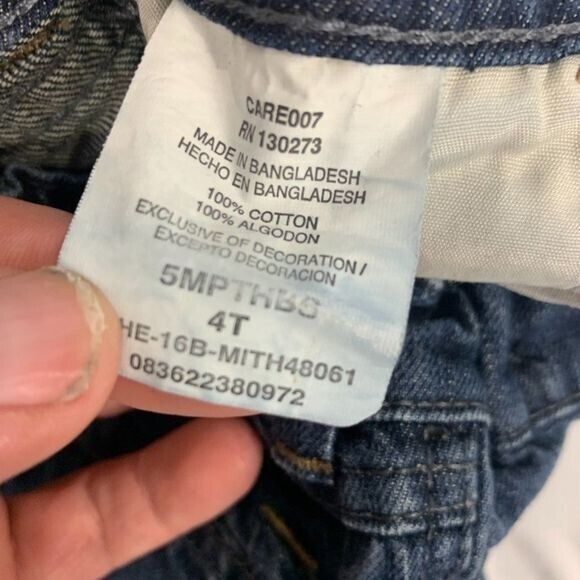 CARE007
RN 130273
MADE IN BANGLADESH
HECHO EN BANGLADESH
100% COTTON
100% ALGODON
EXCLUSIVE OF DECORATION/
EXCEPTO DECORACION
5MPTHBS
4T
HE-16B-MITH48061
083622380972